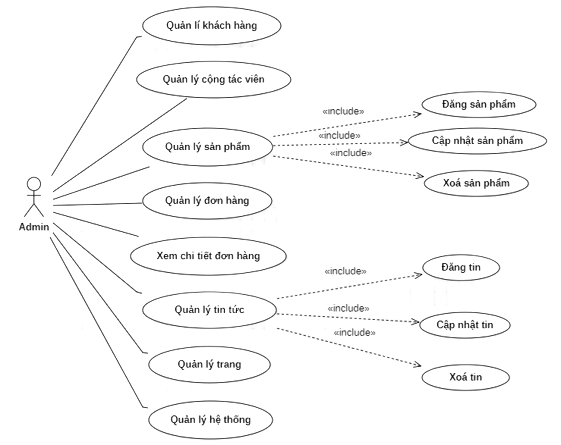 Quản lí khách hàng
Quản lý cộng tác viên
Quản lý sản phẩm
«include»
Đăng sản phẩm
«include»
Cập nhật sản phẩm
«include»
Xoá sản phẩm
Admin
Quản lý đơn hàng
Xem chi tiết đơn hàng
Quản lý tin tức
«include»
Đăng tin
«include»
Cập nhật tin
«include»
Xoá tin
Quản lý trang
Quản lý hệ thống